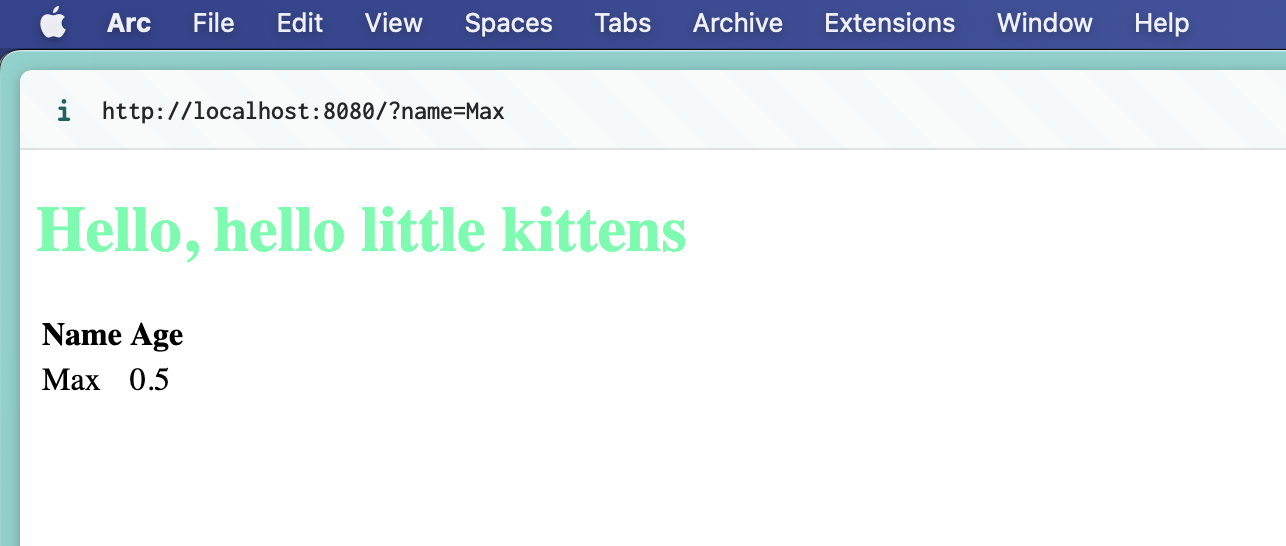 Arc File Edit View Spaces Tabs Archive Extensions Window Help
i http://localhost:8080/?name=Max
Hello, hello little kittens
Name Age
Max 0.5